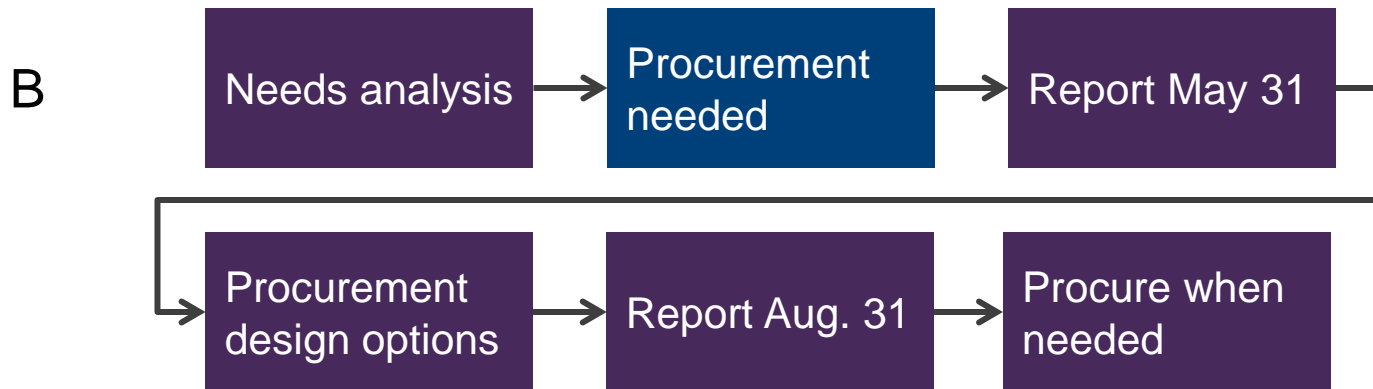 B
Needs analysis
Procurement
needed
Report May 31
Procurement
design options
Report Aug. 31
Procure when
needed